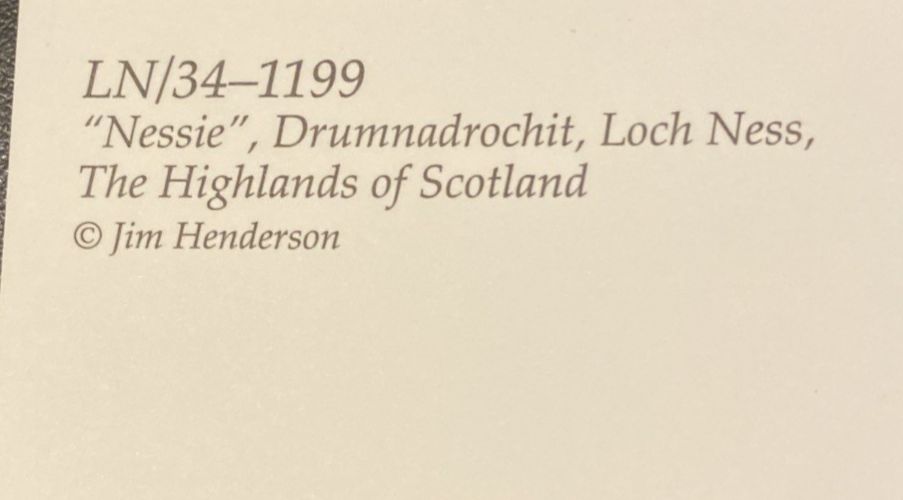 LN/34–1199
“Nessie”, Drumnadrochit, Loch Ness,
The Highlands of Scotland
© Jim Henderson